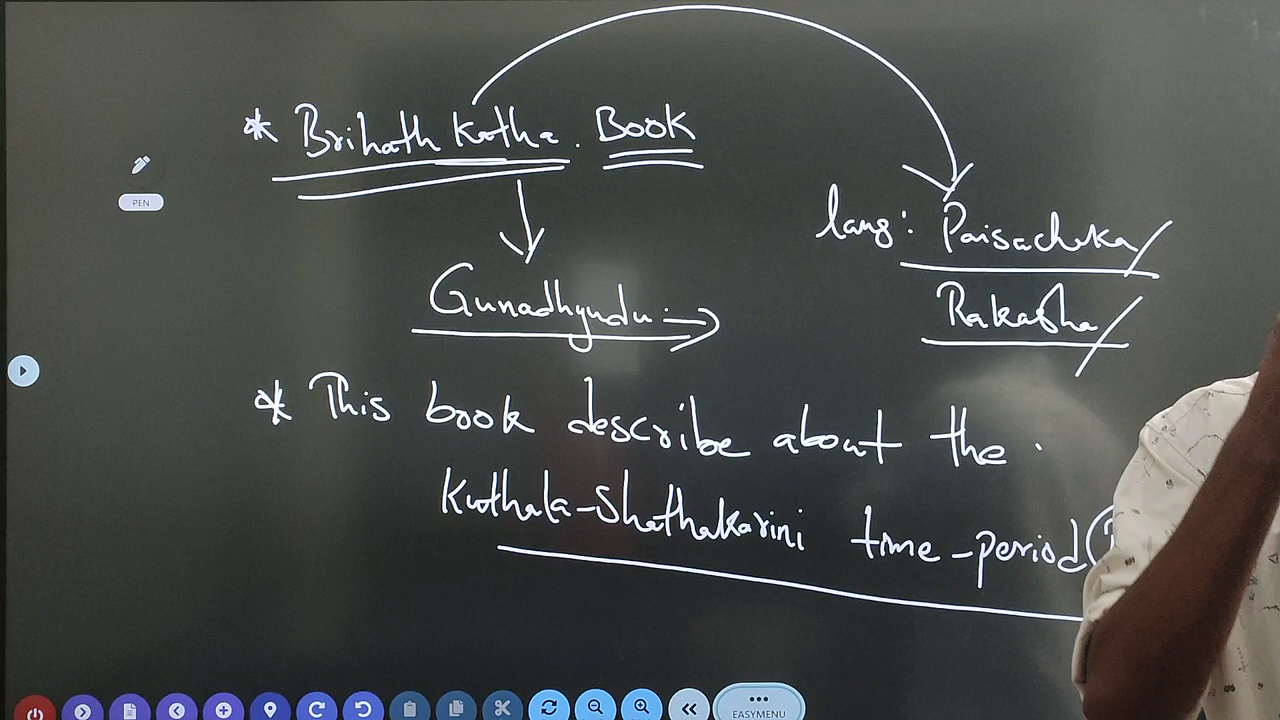 * Brihath Katha. Book
lang: Paisachika/
Rakasha/
Gunadhyudu:→
* This book describe about the
Kuthala-Shathakarini time-period
PEN
EASYMENU